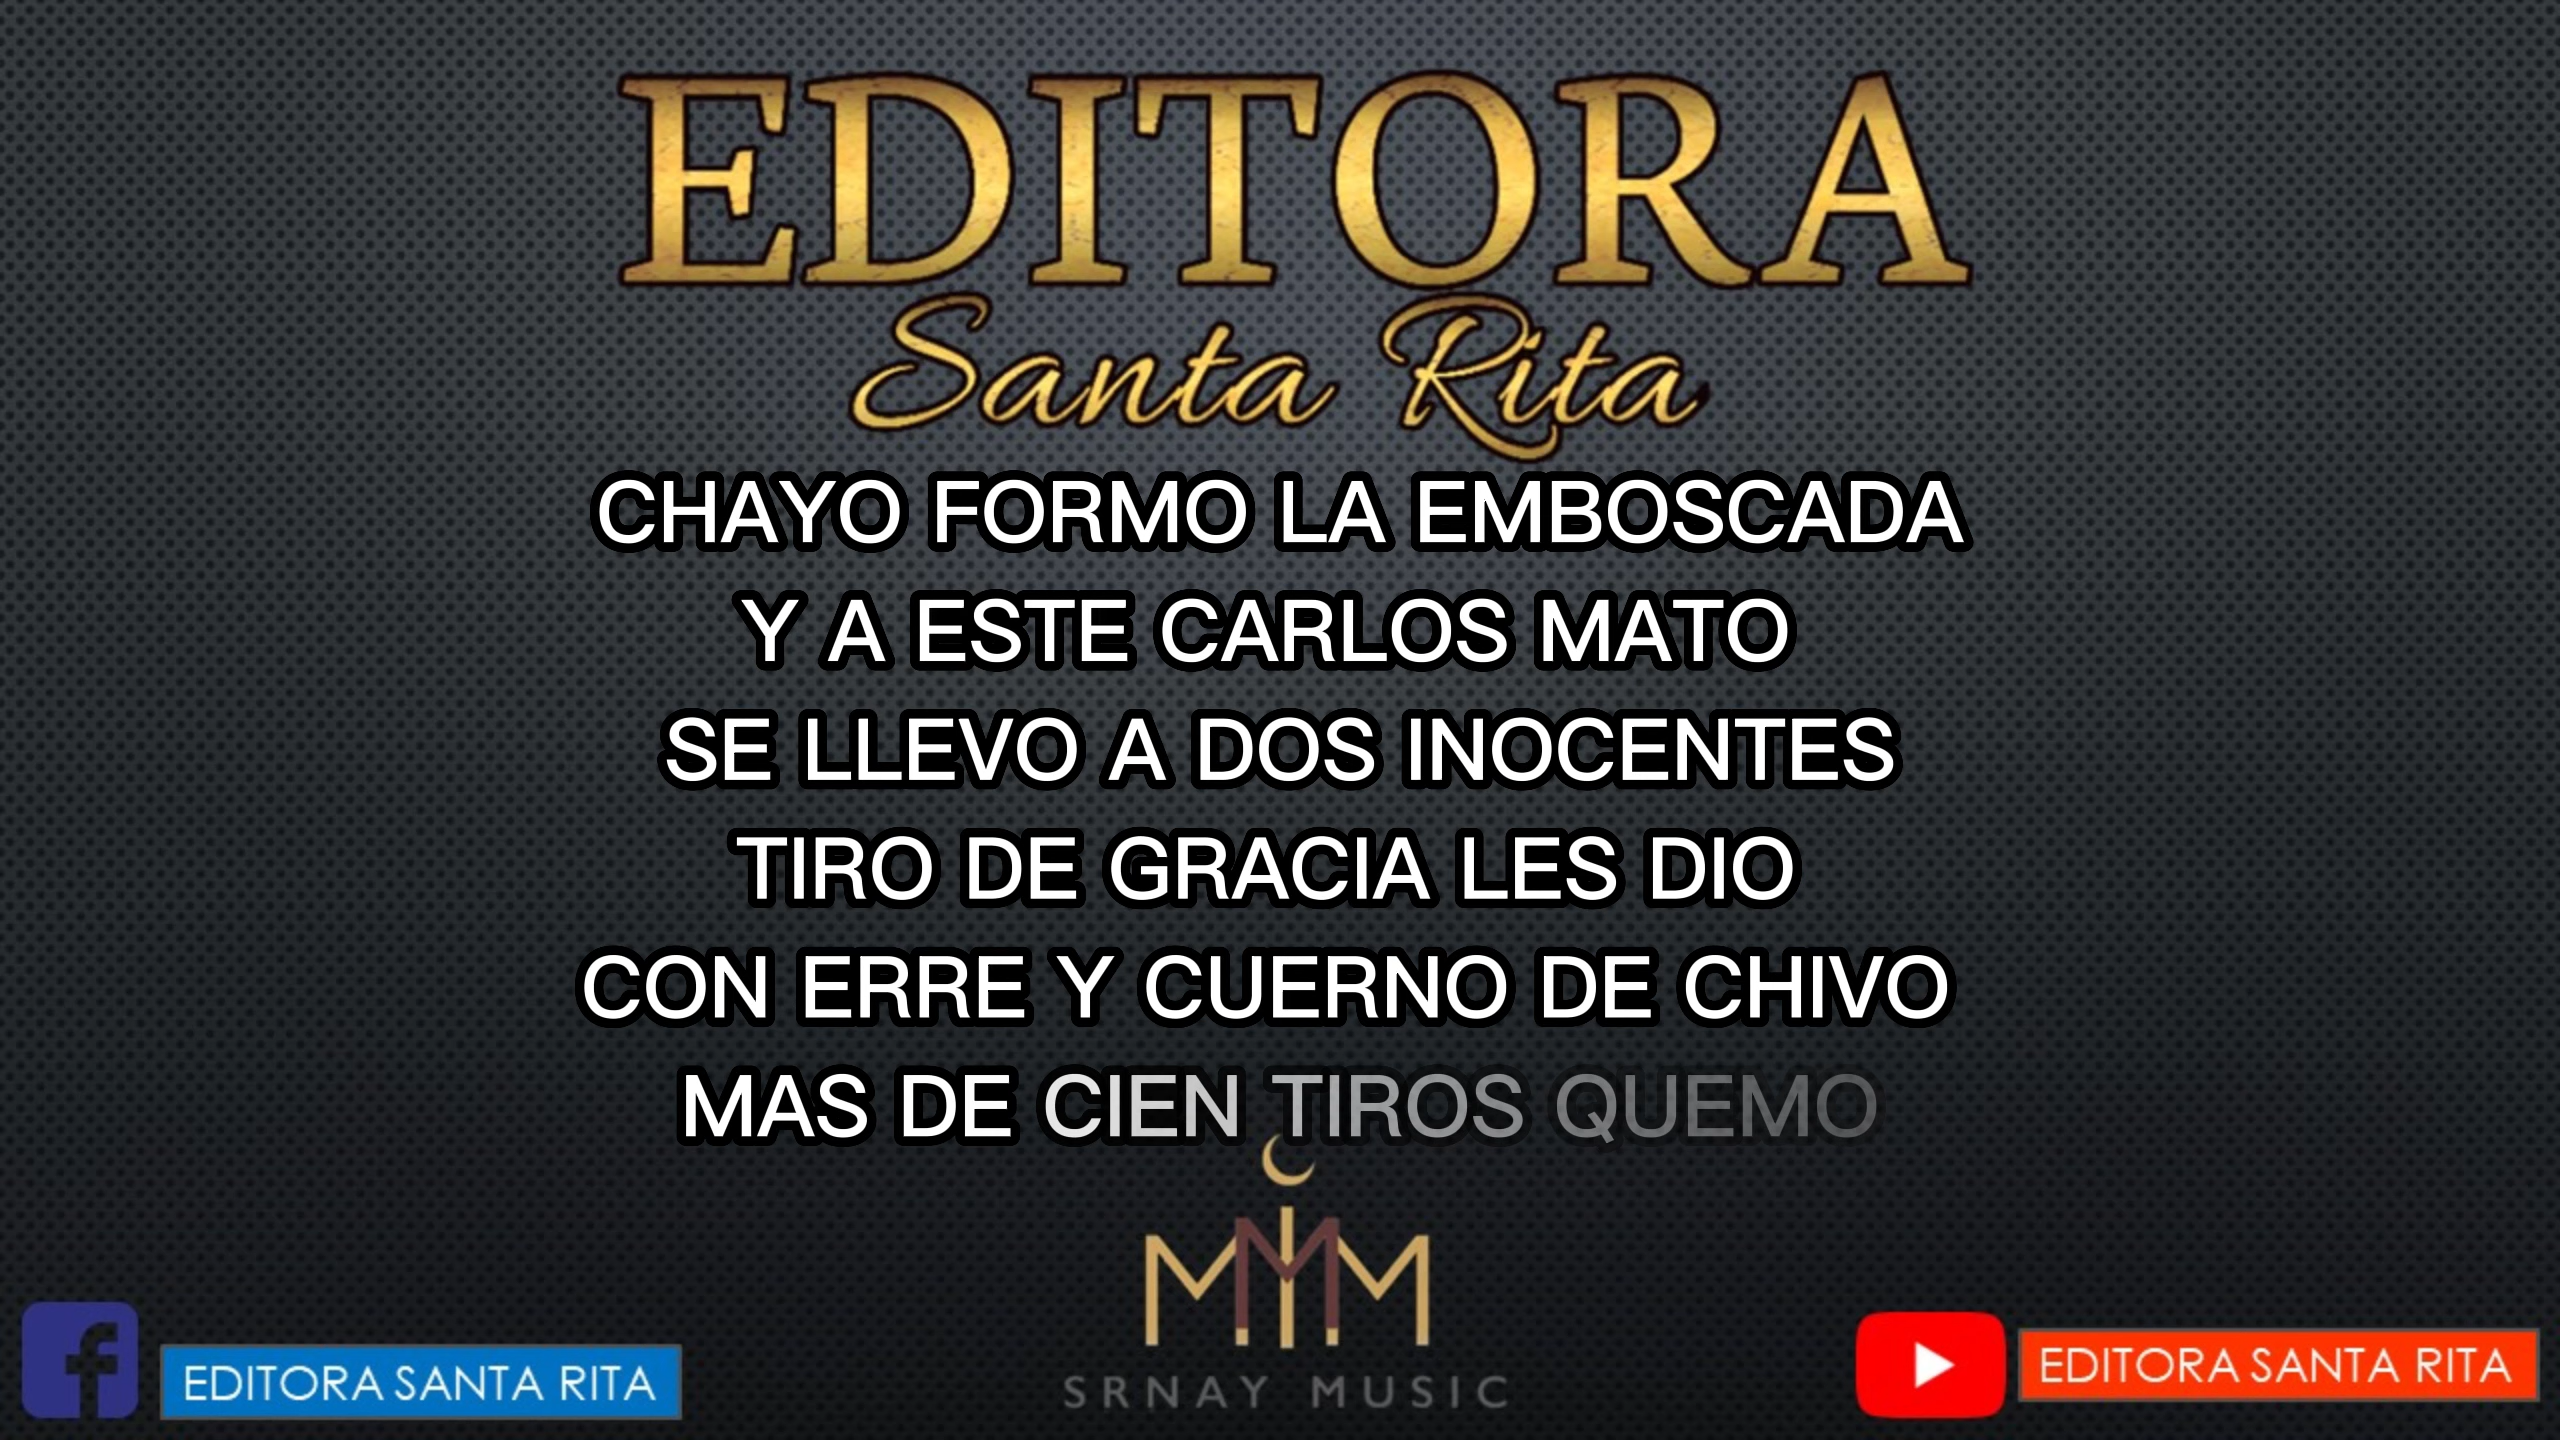 EDITORA
Santa Rita
CHAYO FORMO LA EMBOSCADA
Y A ESTE CARLOS MATO
SE LLEVO A DOS INOCENTES
TIRO DE GRACIA LES DIO
CON ERRE Y CUERNO DE CHIVO
MAS DE CIEN TIROS QUEMO
SRNAY MUSIC
EDITORA SANTA RITA
EDITORA SANTA RITA